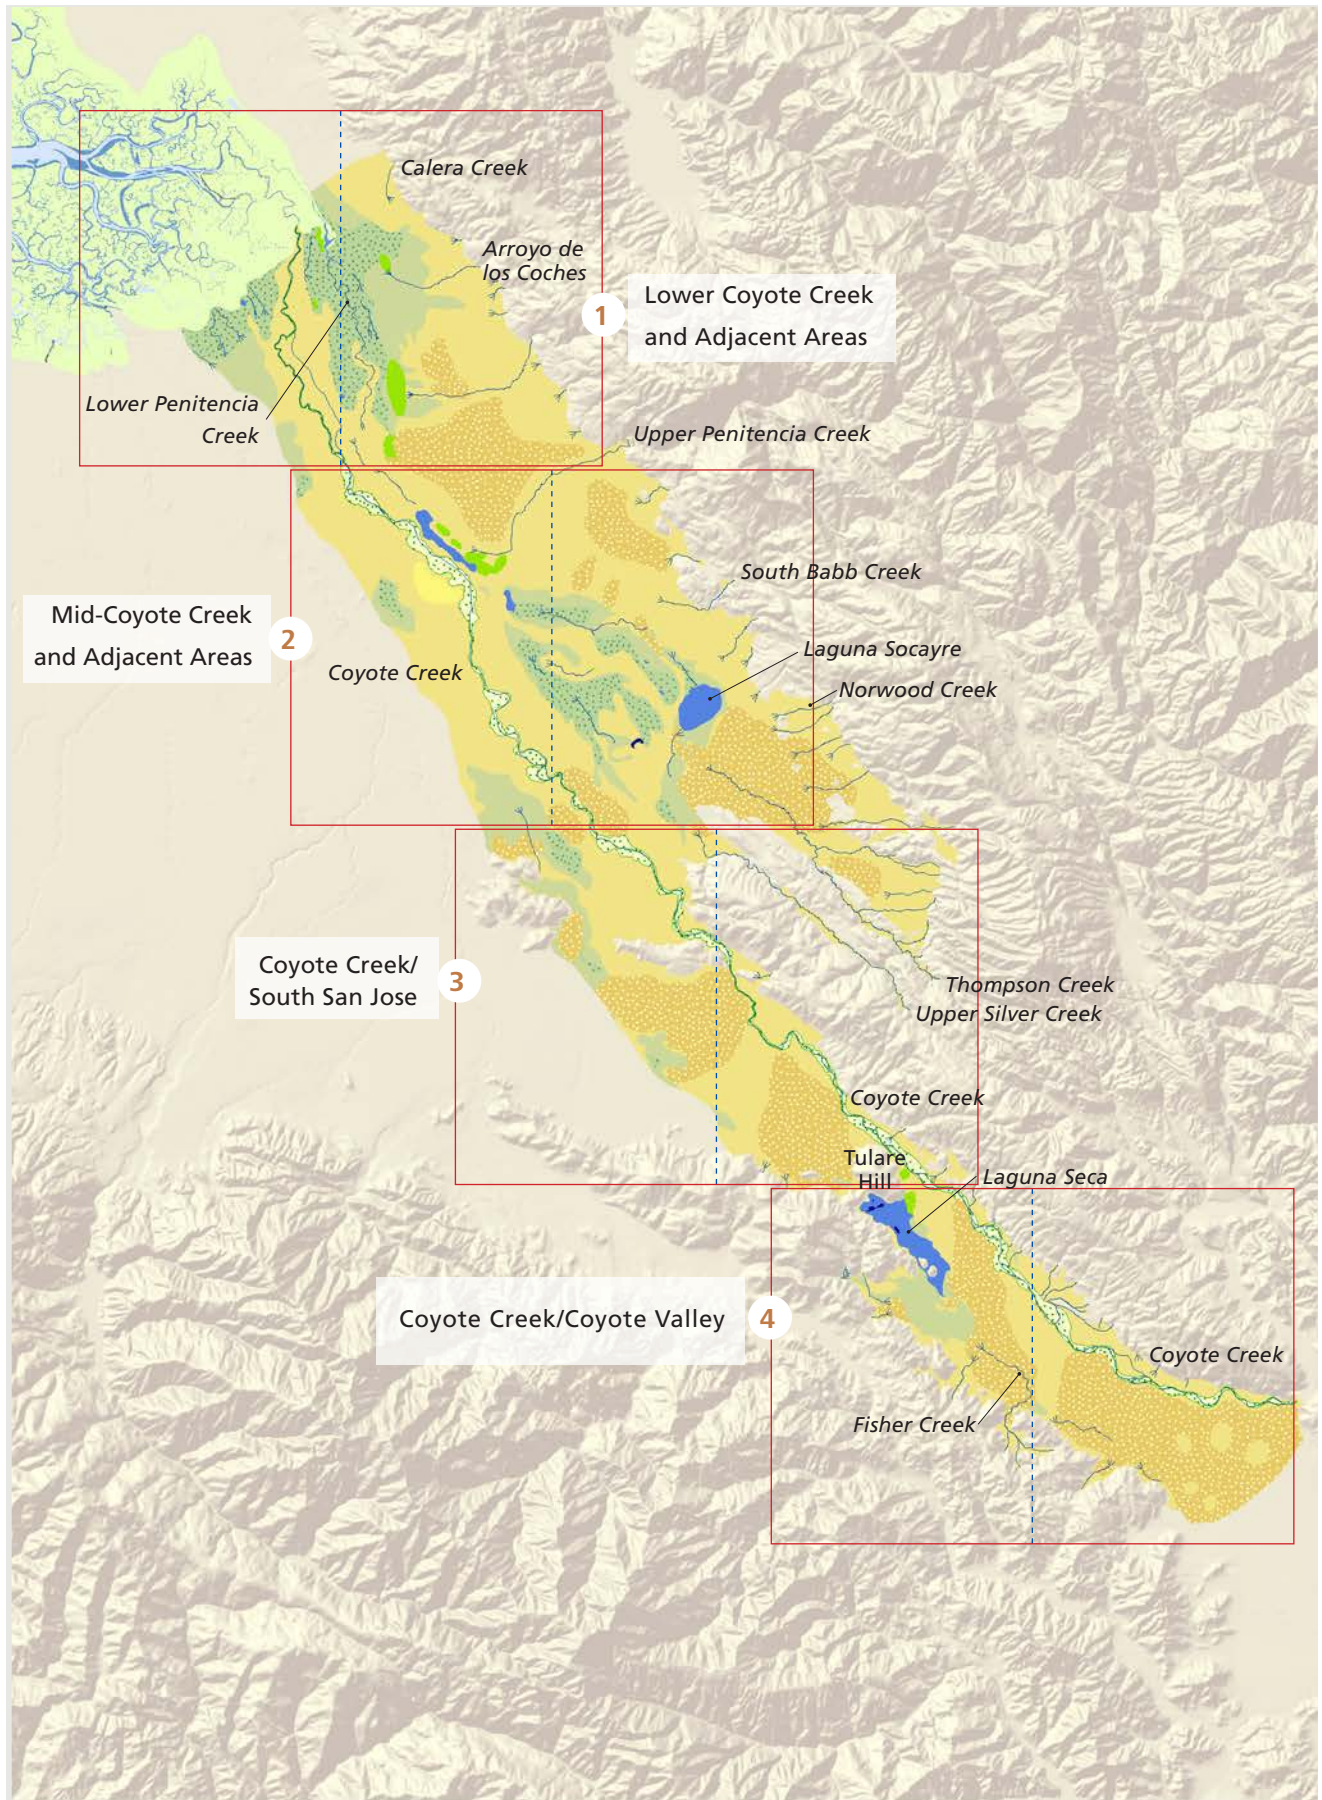 Calera Creek
Arroyo de
los Coches
1
Lower Coyote Creek
and Adjacent Areas
Lower Penitencia
Creek
Upper Penitencia Creek
South Babb Creek
Mid-Coyote Creek
and Adjacent Areas
2
Laguna Socayre
Coyote Creek
Norwood Creek
Coyote Creek/
South San Jose
3
Thompson Creek
Upper Silver Creek
Coyote Creek
Tulare
Hill
Laguna Seca
Coyote Creek/Coyote Valley
4
Coyote Creek
Fisher Creek